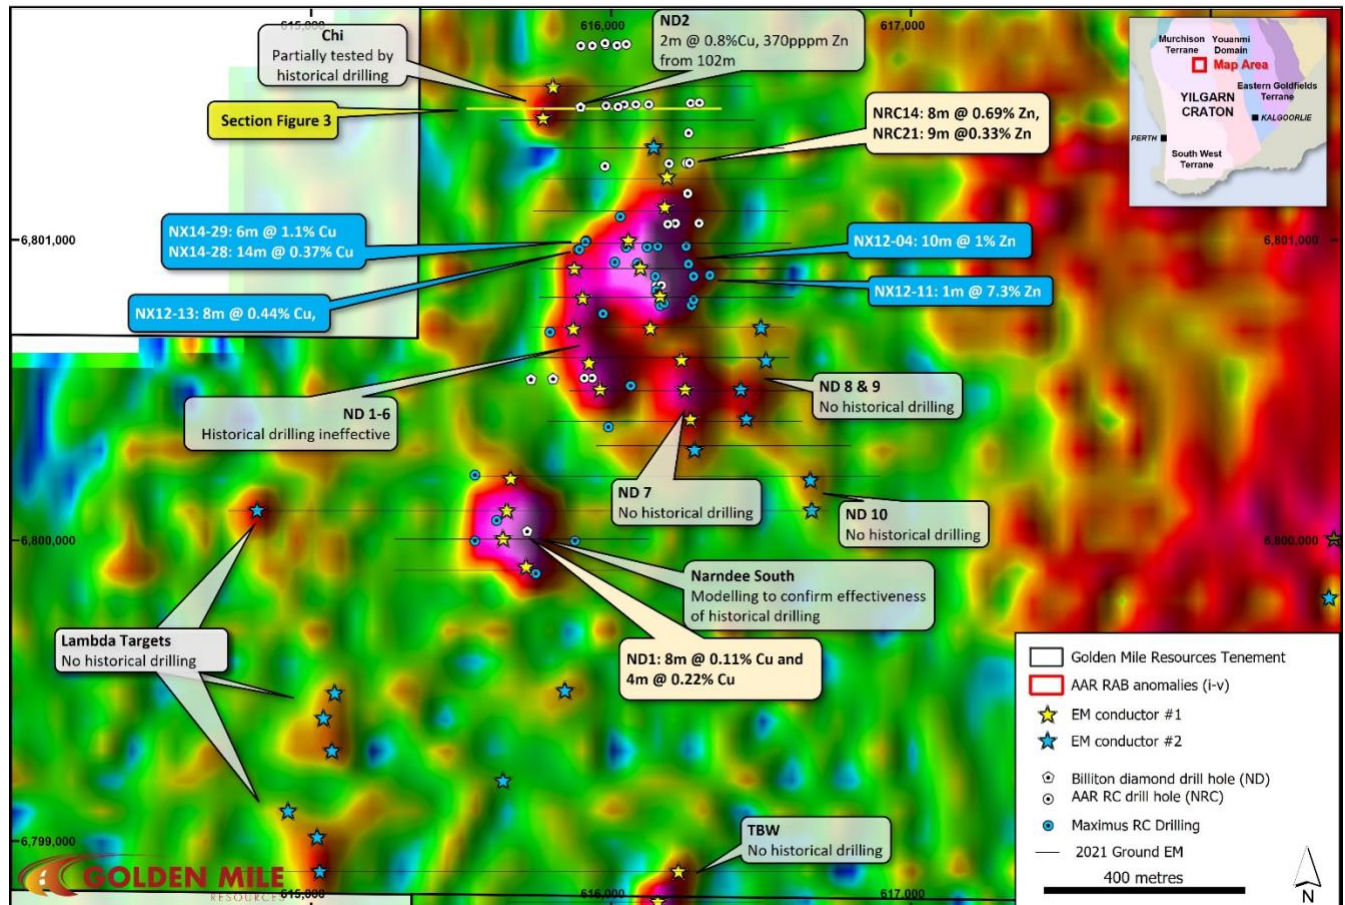 615,000
616,000
617,000
Chi
Partially tested by
historical drilling
ND2
2m @ 0.8%Cu, 370pppm Zn
from 102m
Murchison
Terrane
Youanmi
Domain
Map Area
Eastern Goldfields
Terrane
YILGARN
CRATON
KALGOORLIE
PERTH
South West
Terrane
Section Figure 3
NRC14: 8m @ 0.69% Zn,
NRC21: 9m @0.33% Zn
6,801,000
NX14-29: 6m @ 1.1% Cu
NX14-28: 14m @ 0.37% Cu
NX12-04: 10m @ 1% Zn
6,801,000
NX12-11: 1m @ 7.3% Zn
NX12-13: 8m @ 0.44% Cu,
ND 8 & 9
No historical drilling
ND 1-6
Historical drilling ineffective
ND 7
No historical drilling
ND 10
No historical drilling
6,800,000
6,800,000
Narndee South
Modelling to confirm effectiveness
of historical drilling
Lambda Targets
No historical drilling
ND1: 8m @ 0.11% Cu and
4m @ 0.22% Cu
Golden Mile Resources Tenement
AAR RAB anomalies (i-v)
EM conductor #1
EM conductor #2
Billiton diamond drill hole (ND)
AAR RC drill hole (NRC)
Maximus RC Drilling
2021 Ground EM
400 metres
N
TBW
No historical drilling
6,799,000
GOLDEN MILE
RESOURCES
615,000
616,000
617,000